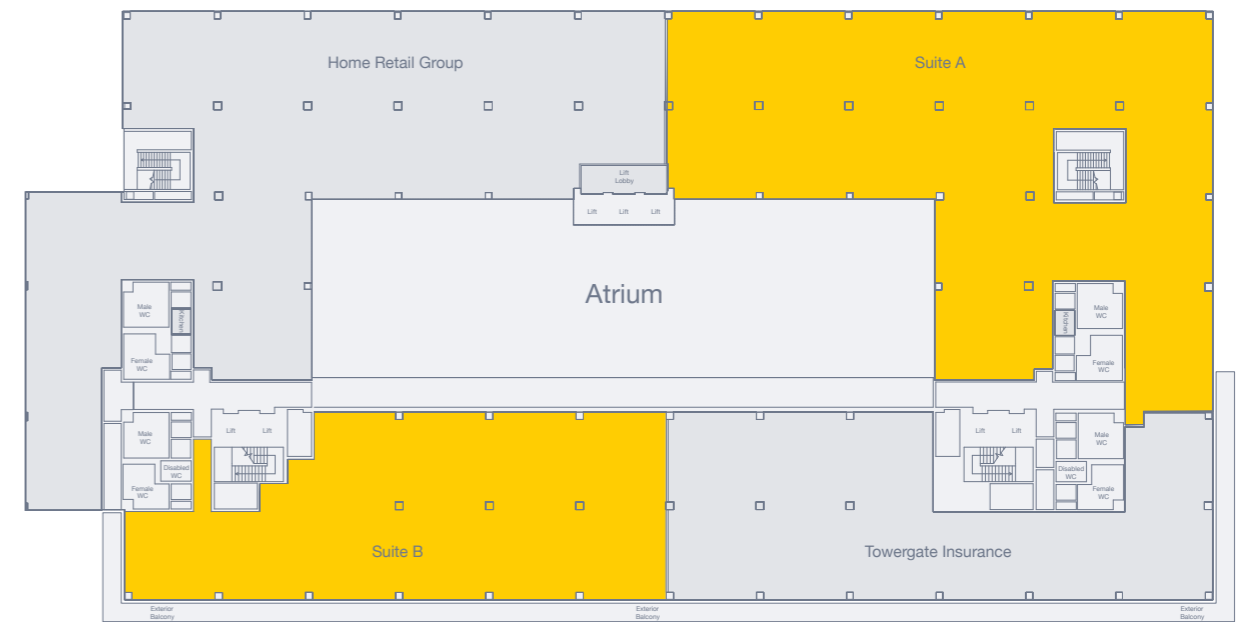 Home Retail Group
Suite A
Lift
Lobby
Lift Lift Lift
Atrium
Male
WC
Kitchen
Female
WC
Kitchen
Male
WC
Female
WC
Male
WC
Disabled
WC
Female
WC
Lift Lift
Lift Lift
Male
WC
Disabled
WC
Female
WC
Suite B
Towergate Insurance
Exterior
Balcony
Exterior
Balcony
Exterior
Balcony